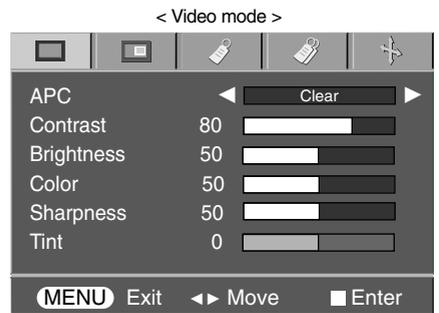 < Video mode >
APC Clear
Contrast 80
Brightness 50
Color 50
Sharpness 50
Tint 0
MENU Exit ◄► Move Enter